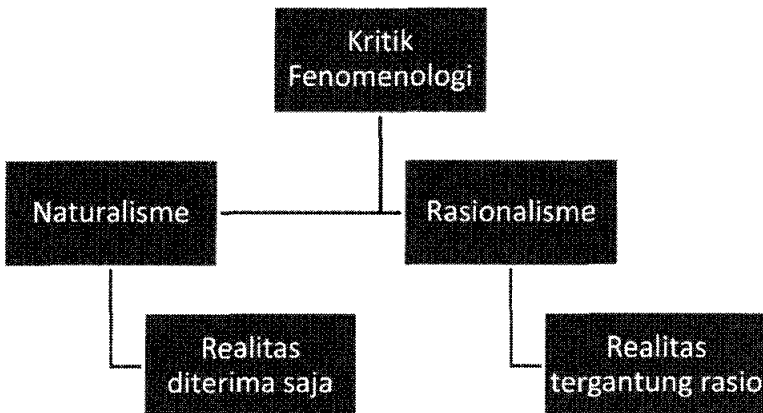 Kritik
Fenomenologi
Naturalisme
Rasionalisme
Realitas
diterima saja
Realitas
tergantung rasio